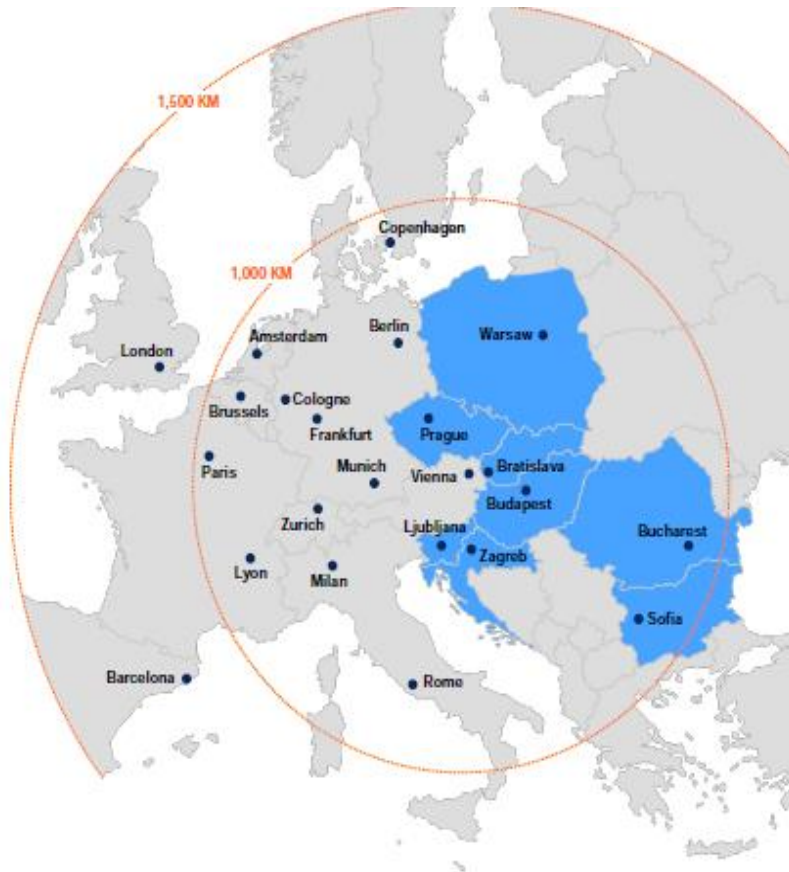 1,500 KM
Copenhagen
1,000 KM
Berlin
Warsaw
Amsterdam
London
Cologne
Brussels
Frankfurt
Prague
Paris
Munich
Vienna
Bratislava
Budapest
Zurich
Ljubljana
Bucharest
Zagreb
Lyon
Milan
Sofia
Barcelona
Rome